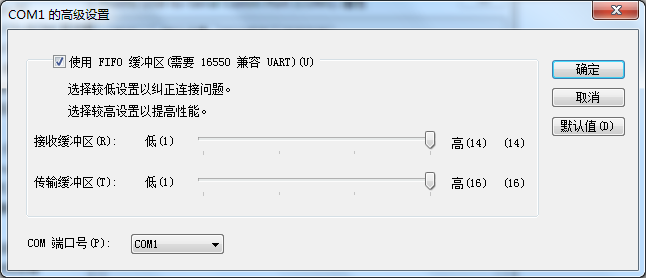 COM1 的高级设置
使用 FIFO 缓冲区(需要 16550 兼容 UART)(U)
确定
选择较低设置以纠正连接问题。
取消
选择较高设置以提高性能。
默认值(D)
接收缓冲区(R): 低(1) 高(14) (14)
传输缓冲区(T): 低(1) 高(16) (16)
COM 端口号(P): COM1